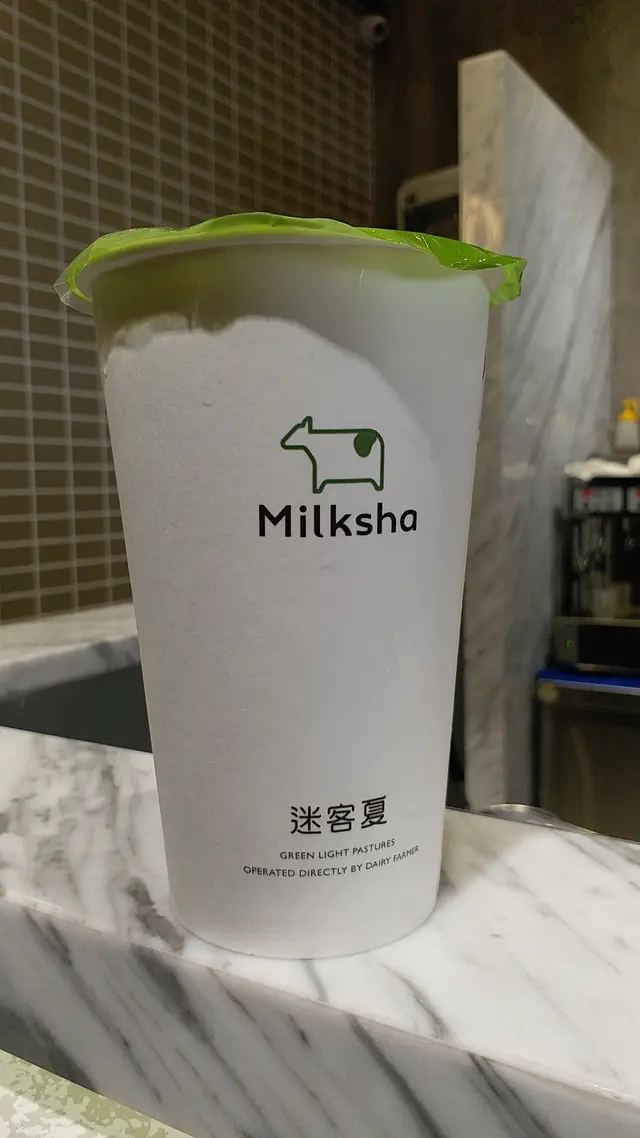 Milksha
迷客夏
GREEN LIGHT PASTURES
OPERATED DIRECTLY BY DAIRY FARMER